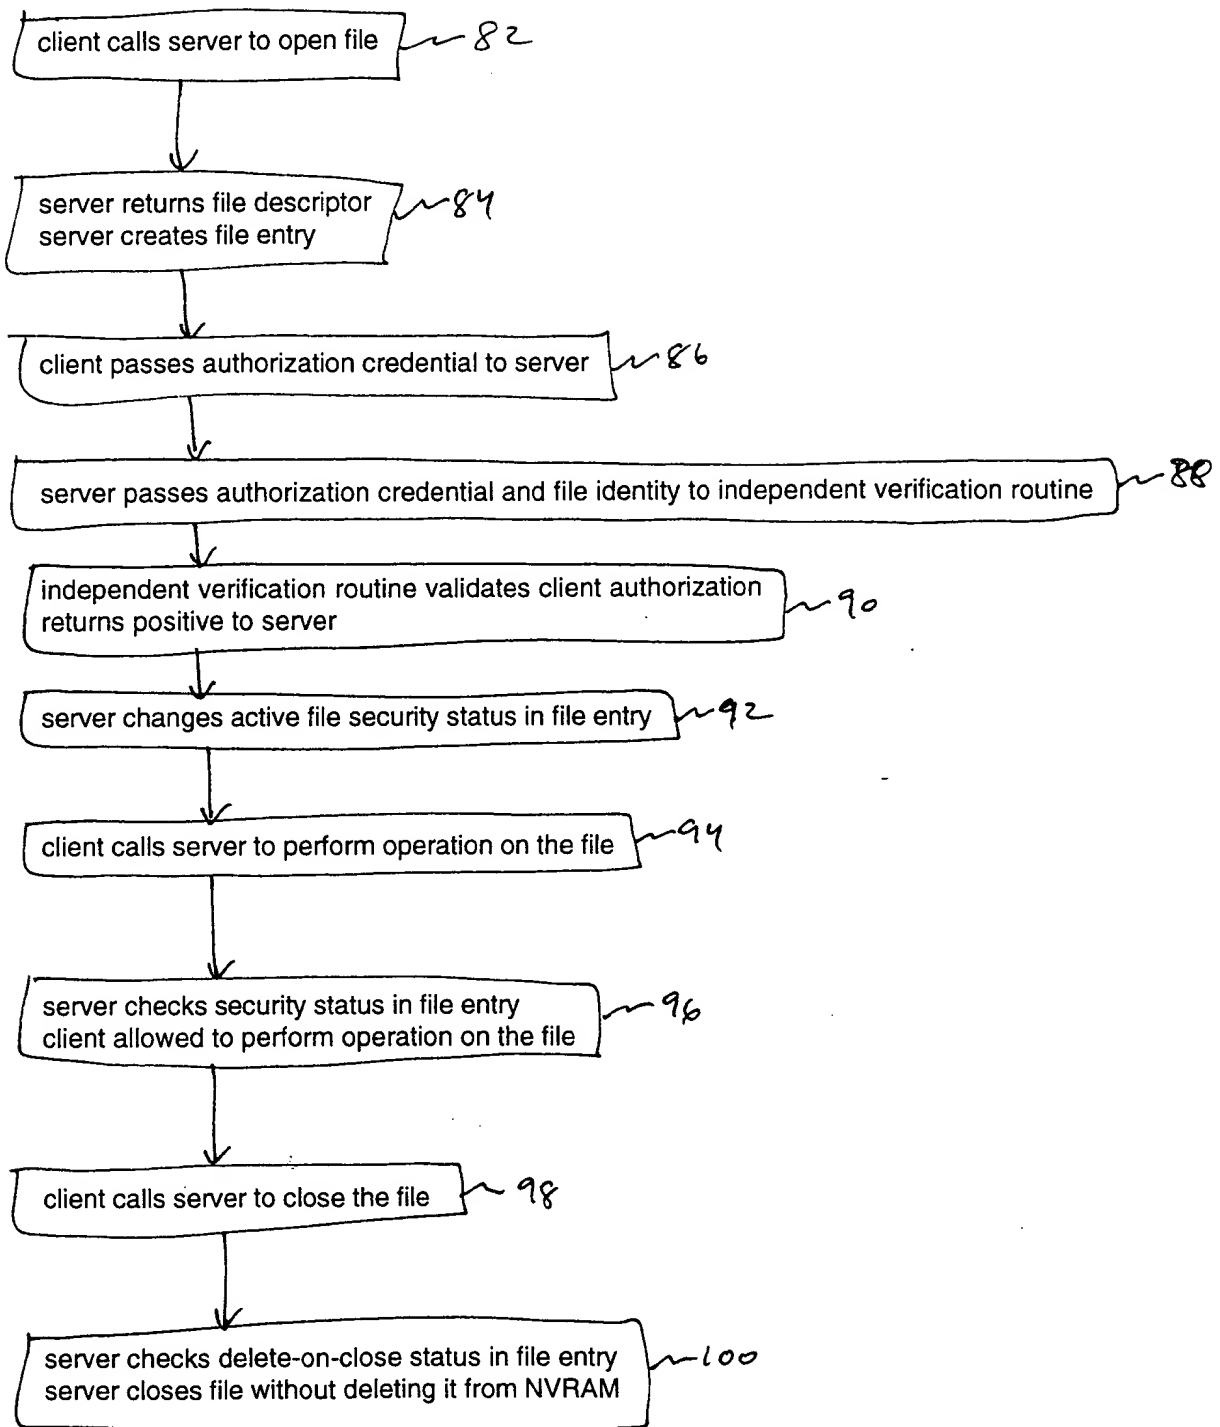 client calls server to open file 82
server returns file descriptor 84
server creates file entry
client passes authorization credential to server 86
server passes authorization credential and file identity to independent verification routine 88
independent verification routine validates client authorization 90
returns positive to server
server changes active file security status in file entry 92
client calls server to perform operation on the file 94
server checks security status in file entry 96
client allowed to perform operation on the file
client calls server to close the file 98
server checks delete-on-close status in file entry 100
server closes file without deleting it from NVRAM